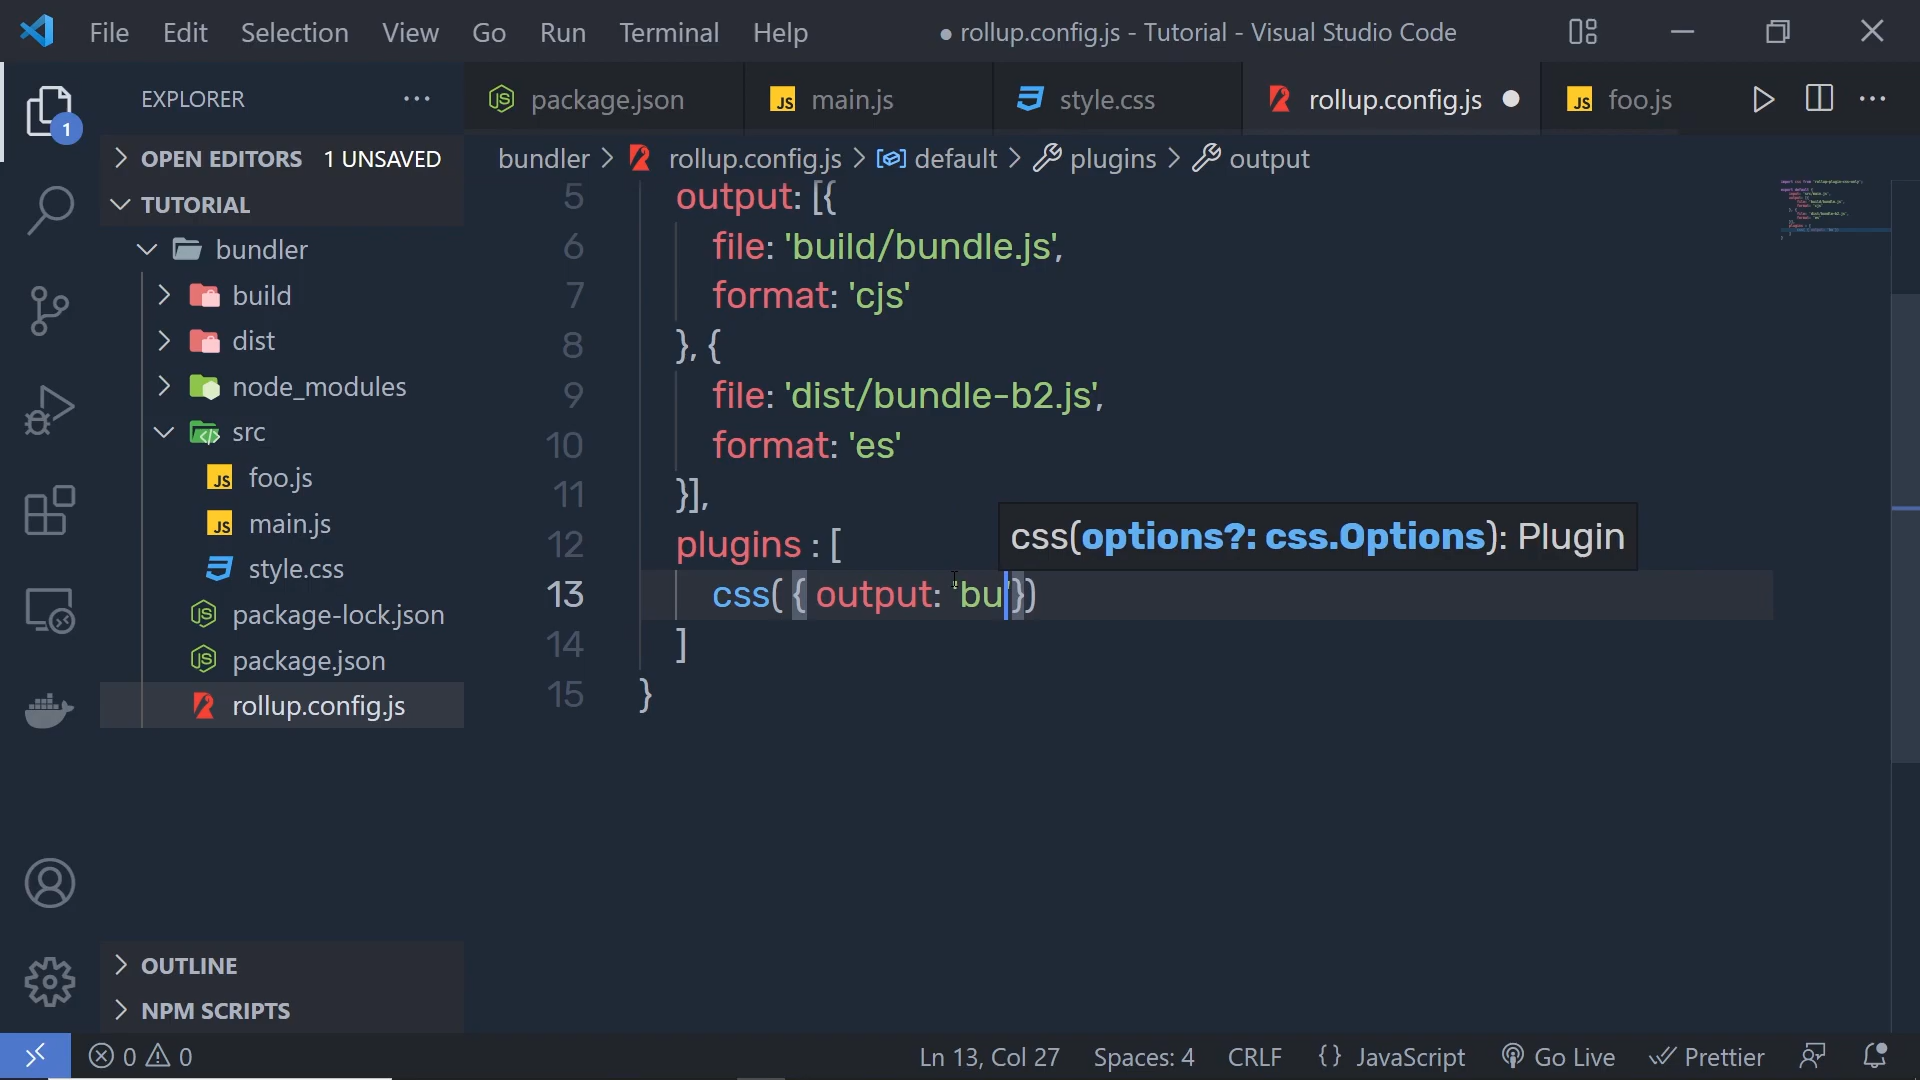 File Edit Selection View Go Run Terminal Help ● rollup.config.js - Tutorial - Visual Studio Code
EXPLORER ...
package.json
JS main.js
style.css
rollup.config.js ●
JS foo.js
...
1
OPEN EDITORS 1 UNSAVED
TUTORIAL
bundler
build
dist
node_modules
src
JS foo.js
JS main.js
style.css
package-lock.json
package.json
rollup.config.js
OUTLINE
NPM SCRIPTS
bundler > rollup.config.js > default > plugins > output
5 output: [{
6 file: 'build/bundle.js',
7 format: 'cjs'
8 }, {
9 file: 'dist/bundle-b2.js',
10 format: 'es'
11 }],
css(options?: css.Options): Plugin
12 plugins : [
13 css( { output: 'bu'})
14 ]
15 }
0 0 Ln 13, Col 27 Spaces: 4 CRLF {} JavaScript Go Live Prettier